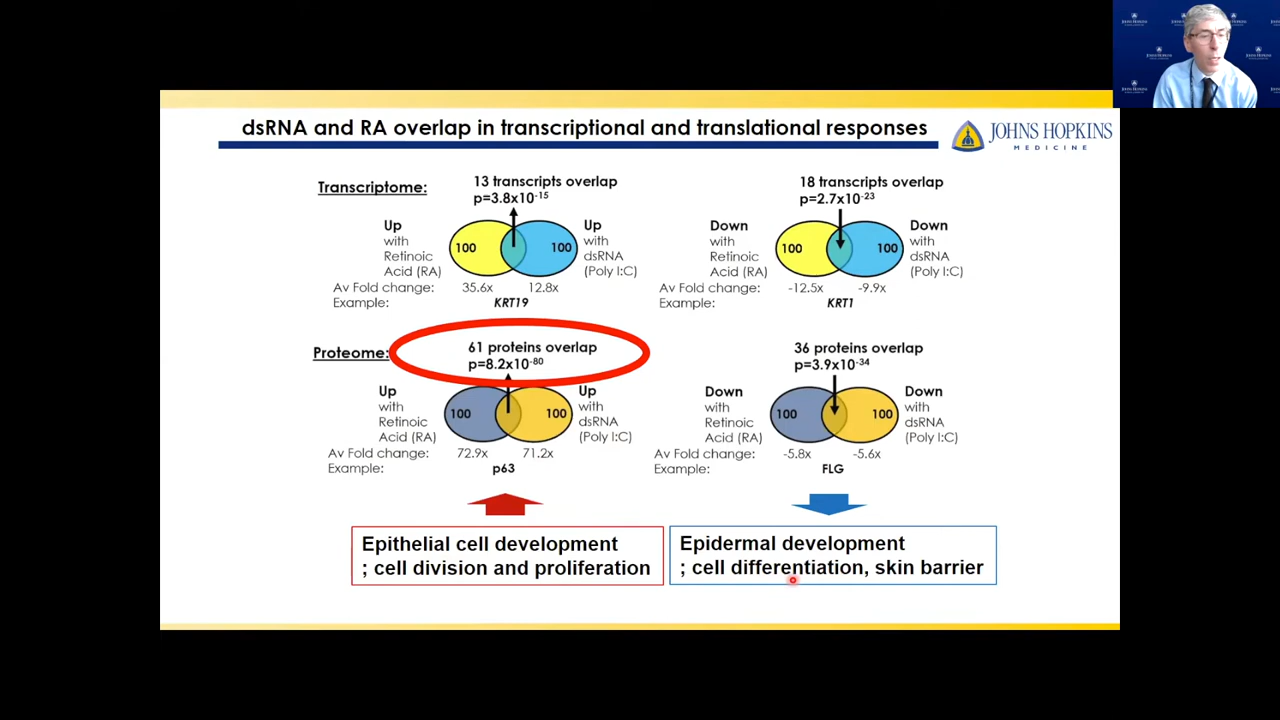 dsRNA and RA overlap in transcriptional and translational responses
JOHNS HOPKINS
MEDICINE
Transcriptome:
13 transcripts overlap
p=3.8x10-15
Up
with
Retinoic
Acid (RA)
100
100
Up
with
dsRNA
(Poly I:C)
Av Fold change:
35.6x
12.8x
Example:
KRT19
18 transcripts overlap
p=2.7x10-23
Down
with
Retinoic
Acid (RA)
100
100
Down
with
dsRNA
(Poly I:C)
Av Fold change:
-12.5x
-9.9x
Example:
KRT1
Proteome:
61 proteins overlap
p=8.2x10-80
Up
with
Retinoic
Acid (RA)
100
100
Up
with
dsRNA
(Poly I:C)
Av Fold change:
72.9x
71.2x
Example:
p63
36 proteins overlap
p=3.9x10-34
Down
with
Retinoic
Acid (RA)
100
100
Down
with
dsRNA
(Poly I:C)
Av Fold change:
-5.8x
-5.6x
Example:
FLG
Epithelial cell development
; cell division and proliferation
Epidermal development
; cell differentiation, skin barrier